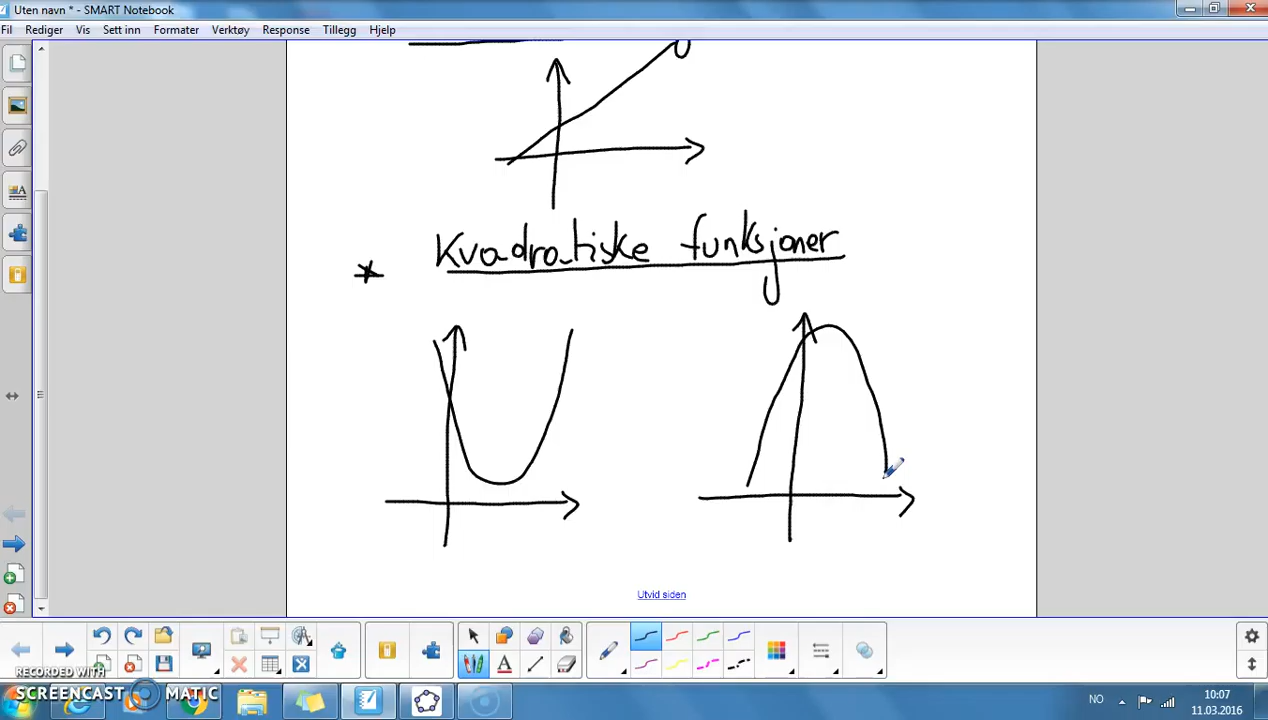 Uten navn * - SMART Notebook
Fil Rediger Vis Sett inn Formater Verktøy Response Tillegg Hjelp
Kvadratiske funksjoner
Utvid siden
RECORDED WITH
SCREENCAST MATIC
NO
10:07
11.03.2016